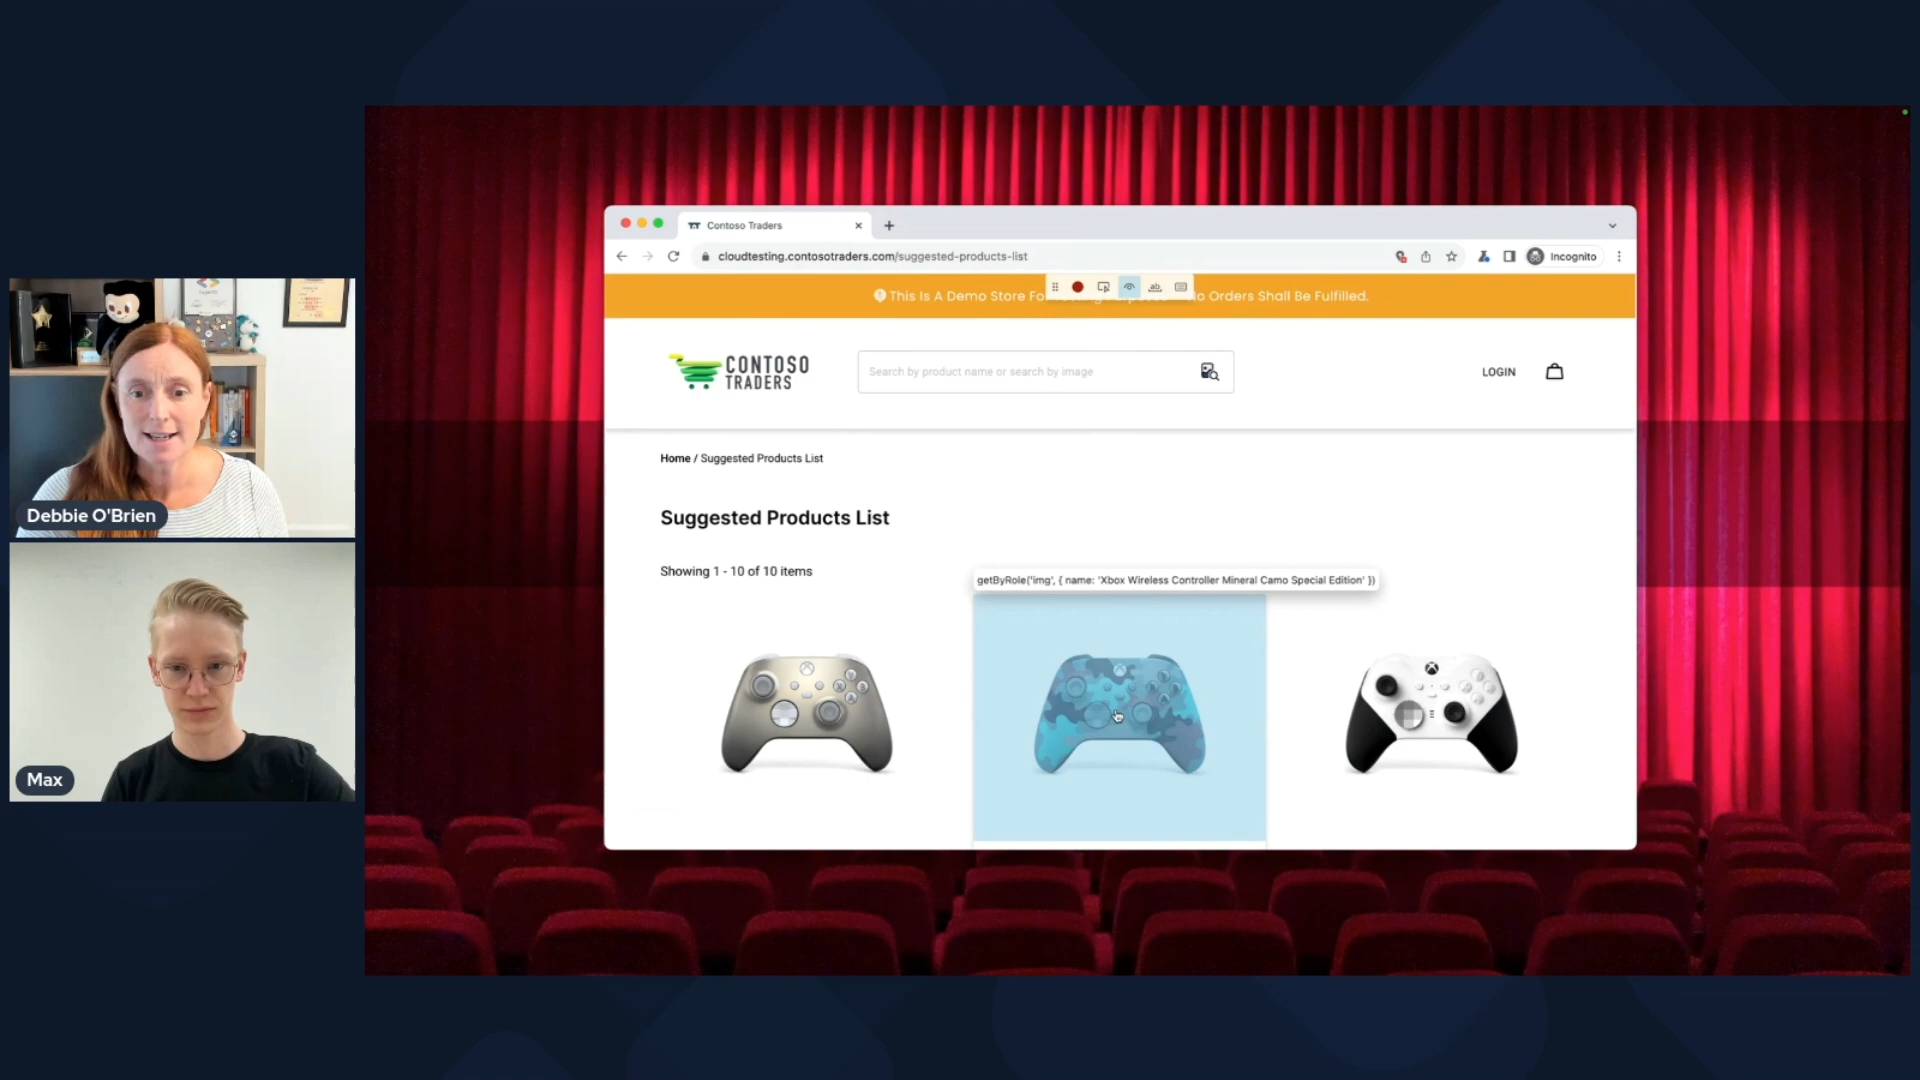 Debbie O'Brien
Max
Contoso Traders
cloudtesting.contosotraders.com/suggested-products-list
Incognito
This Is A Demo Store Fo
o Orders Shall Be Fulfilled.
CONTOSO
TRADERS
Search by product name or search by image
LOGIN
Home / Suggested Products List
Suggested Products List
Showing 1 - 10 of 10 items
getByRole('img', { name: 'Xbox Wireless Controller Mineral Camo Special Edition' })